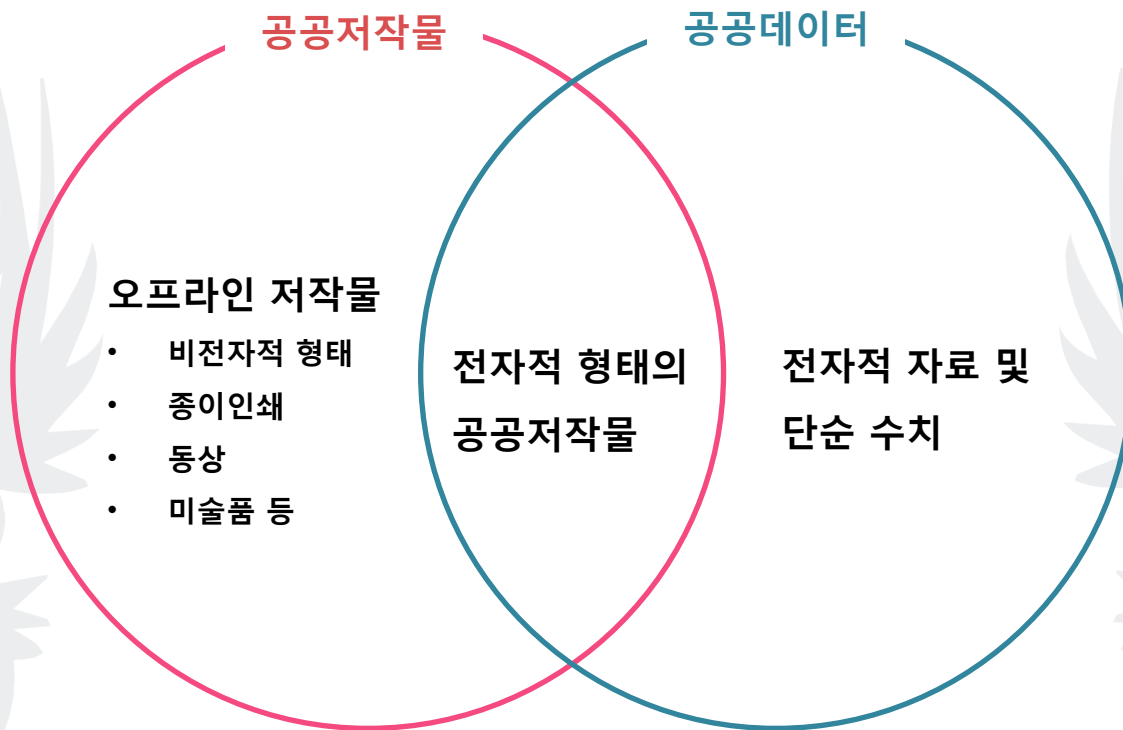 공공저작물
공공데이터
오프라인 저작물
• 비전자적 형태
• 종이인쇄
• 동상
• 미술품 등
전자적 형태의
공공저작물
전자적 자료 및
단순 수치